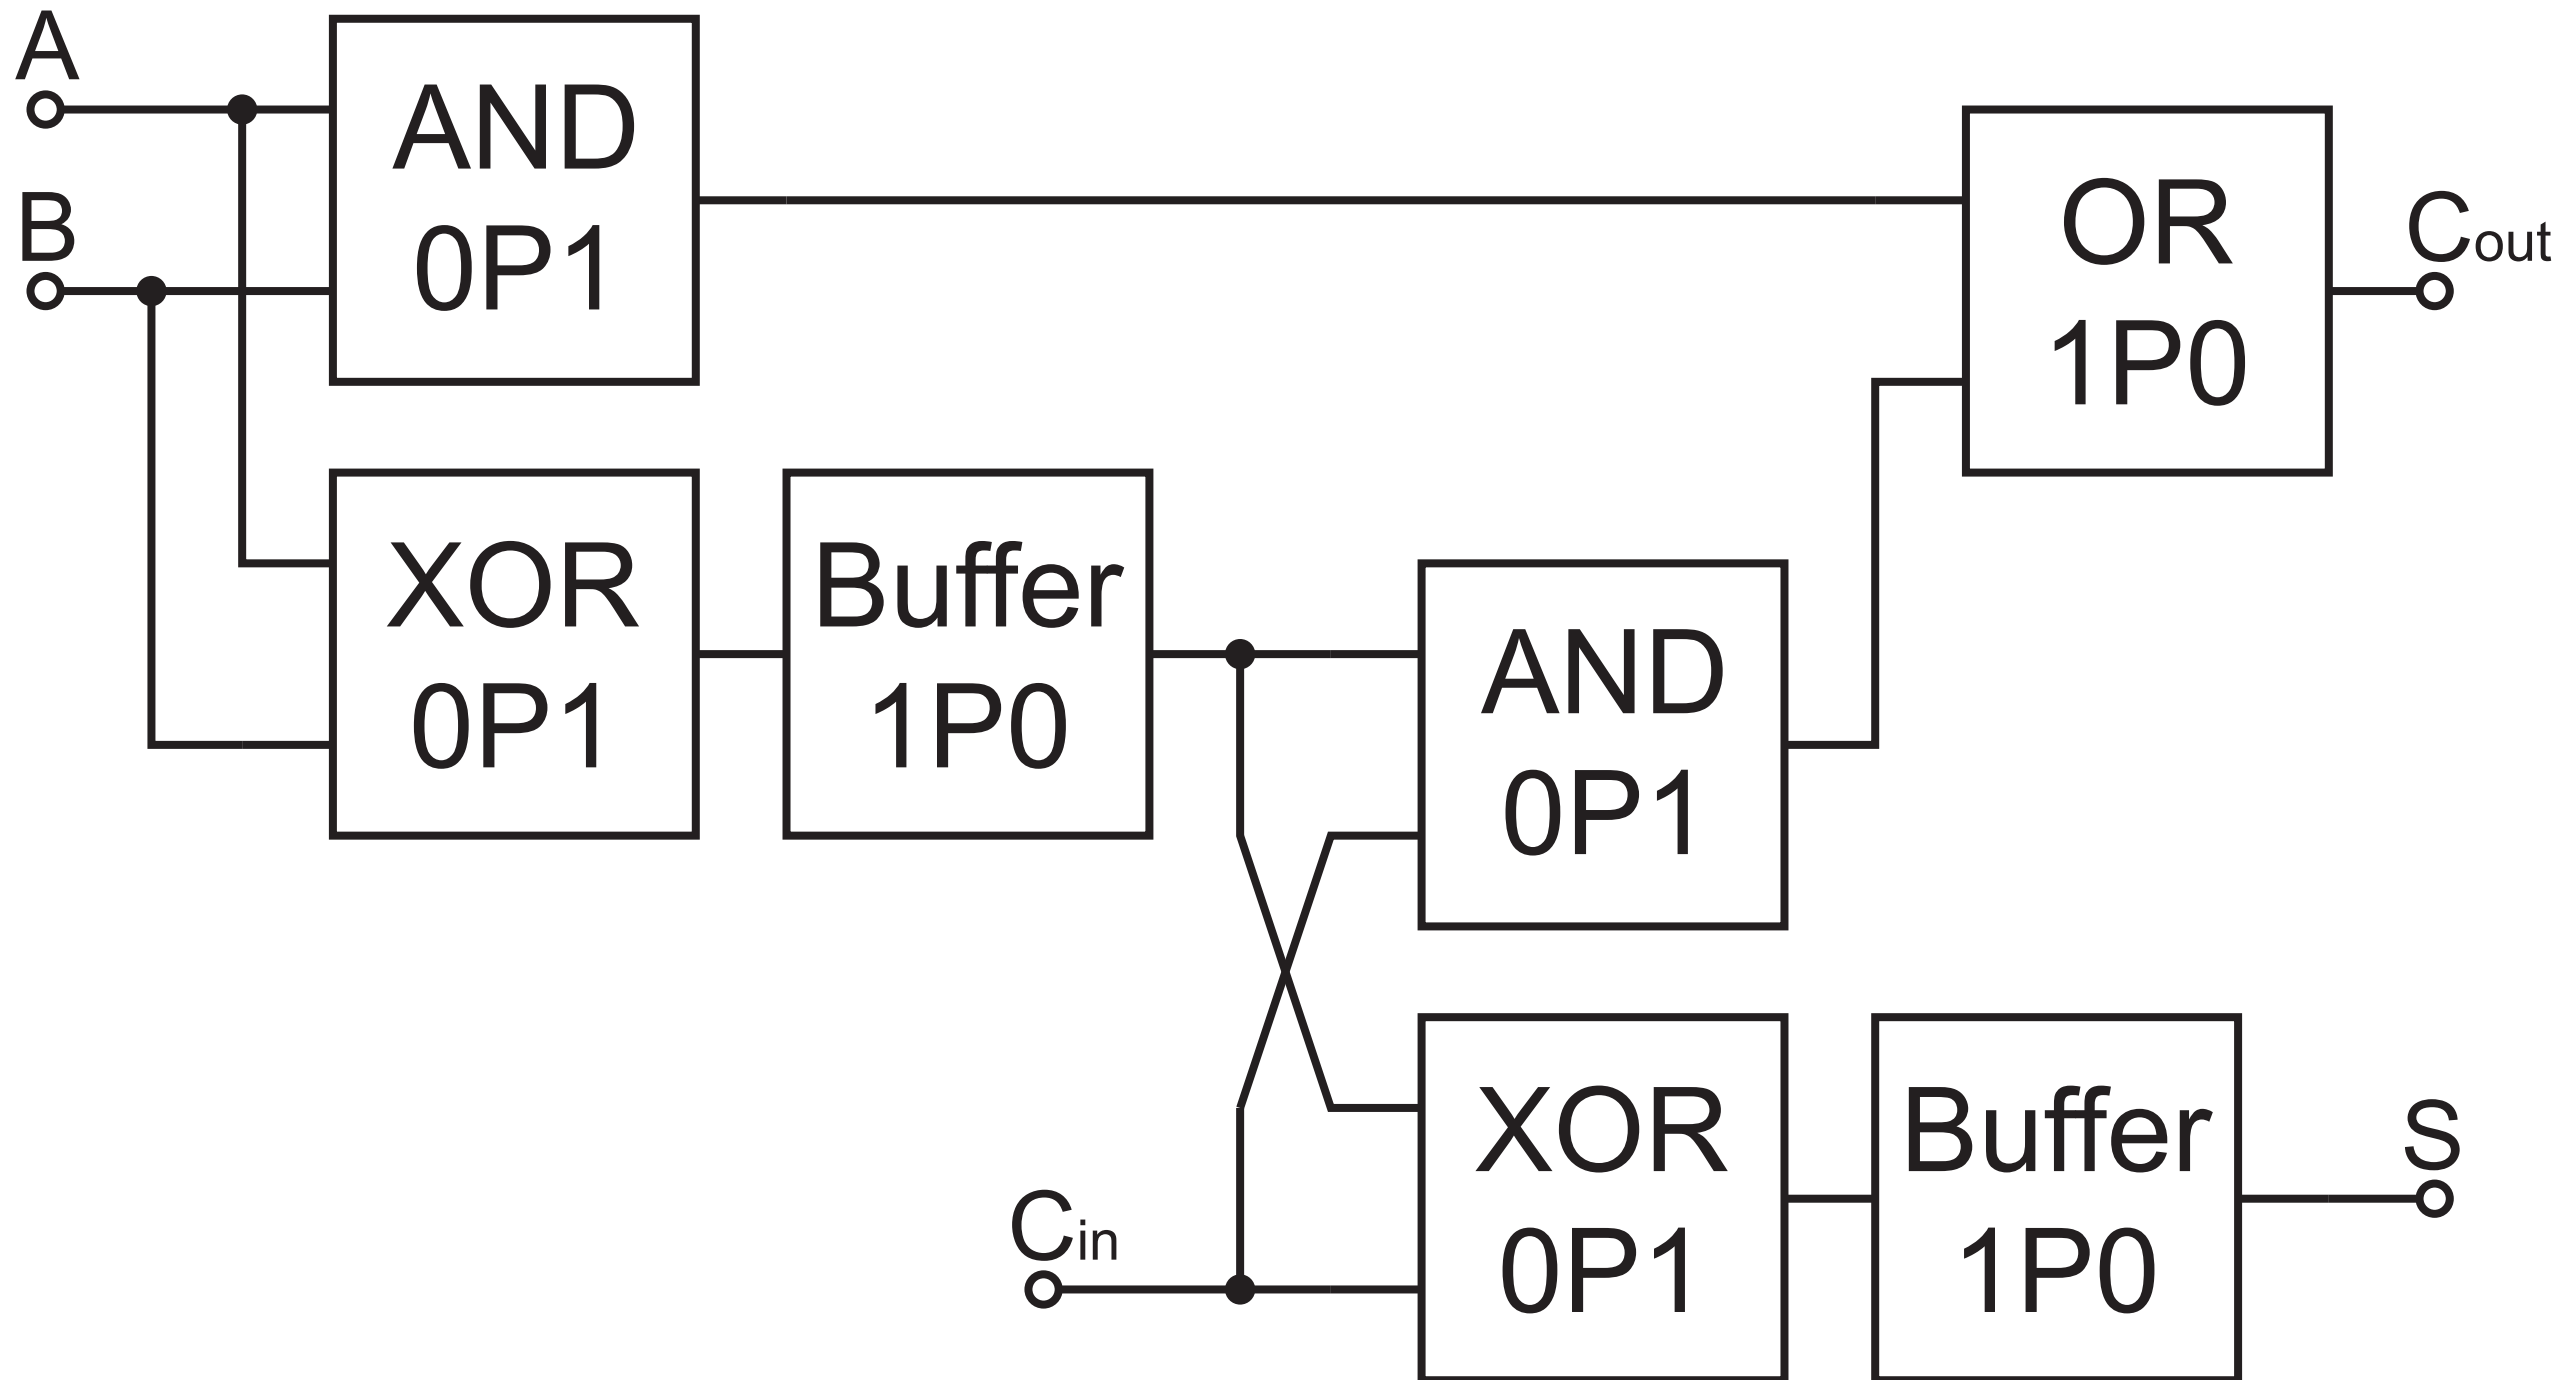 A
AND
0P1
B
OR
1P0
Cout
XOR
0P1
Buffer
1P0
AND
0P1
XOR
0P1
Buffer
1P0
S
Cin